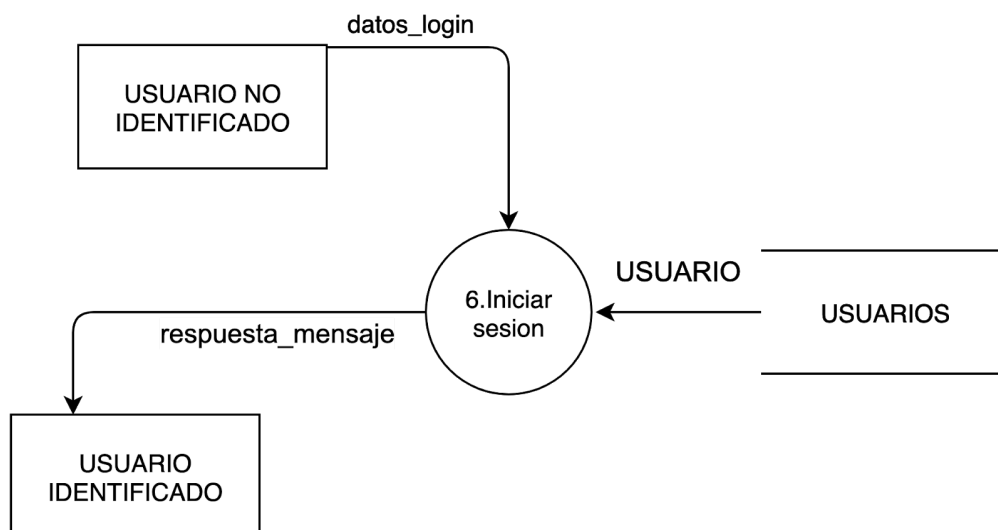 datos_login
USUARIO NO
IDENTIFICADO
USUARIO
6.Iniciar
sesion
USUARIOS
respuesta_mensaje
USUARIO
IDENTIFICADO